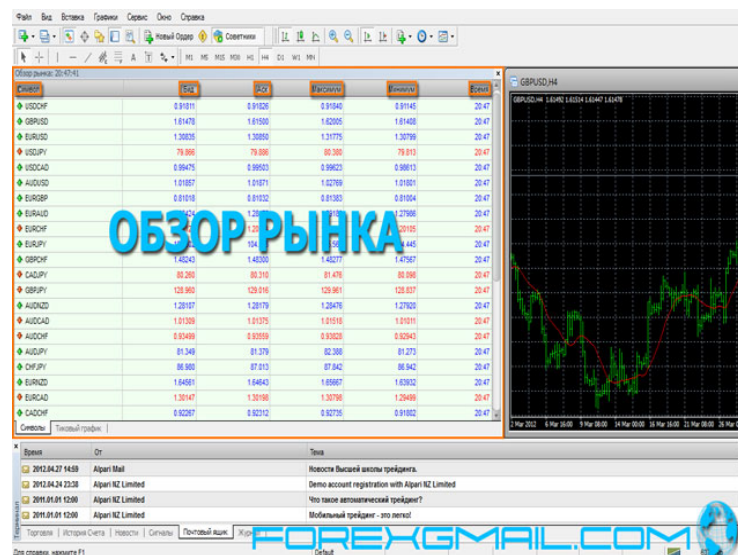 Файл Вид Вставка Графики Сервис Окно Справка
Новый Ордер Советники
A T M1 M5 M15 M30 H1 H4 D1 W1 MN
Обзор рынка: 20:47:41
Символ Бид Аск Максимум Минимум Время
USDCHF 0.91811 0.91826 0.91840 0.91145 20:47
GBPUSD 1.61478 1.61500 1.62005 1.61408 20:47
EURUSD 1.30835 1.30850 1.31775 1.30799 20:47
USDJPY 79.866 79.886 80.380 79.813 20:47
USDCAD 0.99475 0.99503 0.99623 0.98613 20:47
AUDUSD 1.01857 1.01871 1.02769 1.01801 20:47
EURGBP 0.81018 0.81032 0.81383 0.81004 20:47
EURAUD 1.27986 20:47
EURCHF 1.20105 20:47
EURJPY 20:47
ОБЗОР РЫНКА
GBPCHF 1.48243 1.48300 1.48277 1.47567 20:47
CADJPY 80.260 80.310 81.476 80.098 20:47
GBPJPY 128.960 129.016 129.961 128.837 20:47
AUDNZD 1.28107 1.28179 1.28476 1.27920 20:47
AUDCAD 1.01309 1.01375 1.01518 1.01011 20:47
AUDCHF 0.93499 0.93559 0.93828 0.92943 20:47
AUDJPY 81.349 81.379 82.388 81.273 20:47
CHFJPY 86.980 87.013 87.842 86.942 20:47
EURNZD 1.64561 1.64643 1.65667 1.63932 20:47
EURCAD 1.30147 1.30198 1.30798 1.29499 20:47
CADCHF 0.92267 0.92312 0.92735 0.91802 20:47
Символы Тиковый график
GBPUSD,H4
GBPUSD,H4 1.61492 1.61514 1.61447 1.61478
2 Mar 2012 6 Mar 16:00 9 Mar 08:00 14 Mar 00:00 16 Mar 16:00 21 Mar 08:00 26 Mar
Время От Тема
2012.04.27 14:59 Alpari Mail Новости Высшей школы трейдинга.
2012.04.24 23:38 Alpari NZ Limited Demo account registration with Alpari NZ Limited
2011.01.01 12:00 Alpari NZ Limited Что такое автоматический трейдинг?
2011.01.01 12:00 Alpari NZ Limited Мобильный трейдинг - это легко!
Терминал
Торговля История Счета Новости Сигналы Почтовый ящик
FOREXGMAIL.COM
Для справки, нажмите F1 Default